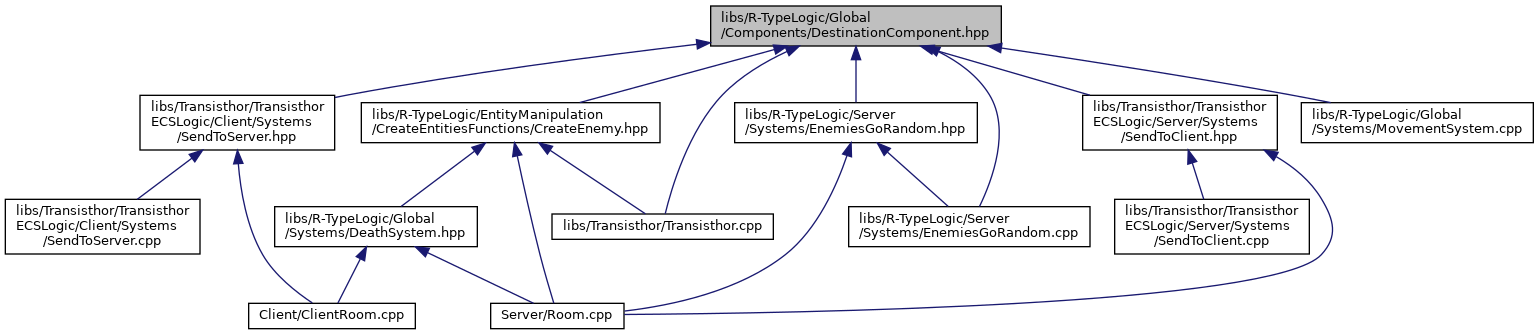 libs/R-TypeLogic/Global
/Components/DestinationComponent.hpp
libs/Transisthor/Transisthor
ECSLogic/Client/Systems
/SendToServer.hpp
libs/R-TypeLogic/EntityManipulation
/CreateEntitiesFunctions/CreateEnemy.hpp
libs/R-TypeLogic/Server
/Systems/EnemiesGoRandom.hpp
libs/Transisthor/Transisthor
ECSLogic/Server/Systems
/SendToClient.hpp
libs/R-TypeLogic/Global
/Systems/MovementSystem.cpp
libs/Transisthor/Transisthor
ECSLogic/Client/Systems
/SendToServer.cpp
libs/R-TypeLogic/Global
/Systems/DeathSystem.hpp
libs/Transisthor/Transisthor.cpp
libs/R-TypeLogic/Server
/Systems/EnemiesGoRandom.cpp
libs/Transisthor/Transisthor
ECSLogic/Server/Systems
/SendToClient.cpp
Client/ClientRoom.cpp
Server/Room.cpp